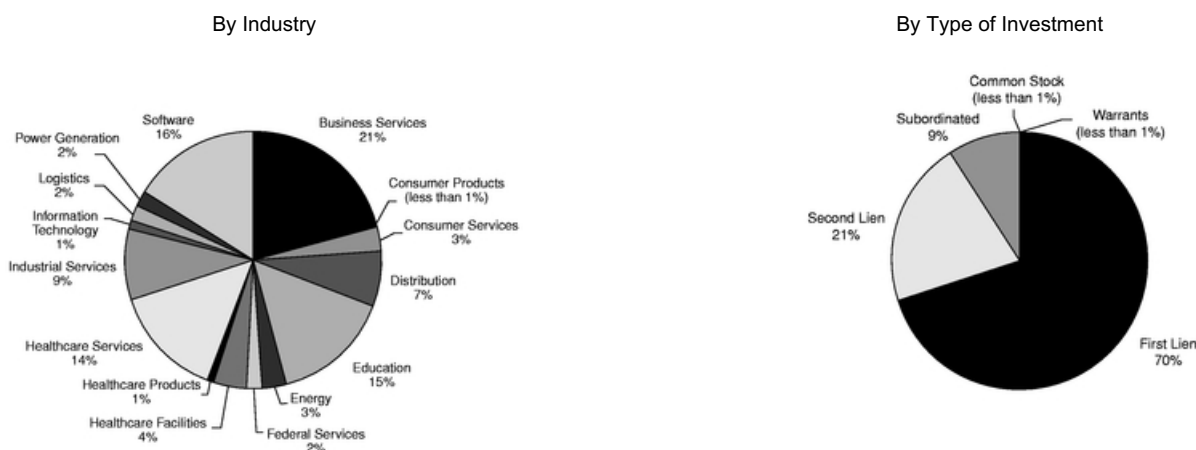 By Industry
Software
16%
Business Services
21%
Power Generation
2%
Consumer Products
(less than 1%)
Logistics
2%
Consumer Services
3%
Information
Technology
1%
Distribution
7%
Industrial Services
9%
Healthcare Services
14%
Education
15%
Healthcare Products
1%
Energy
3%
Healthcare Facilities
4%
Federal Services
2%
By Type of Investment
Common Stock
(less than 1%)
Warrants
(less than 1%)
Subordinated
9%
Second Lien
21%
First Lien
70%